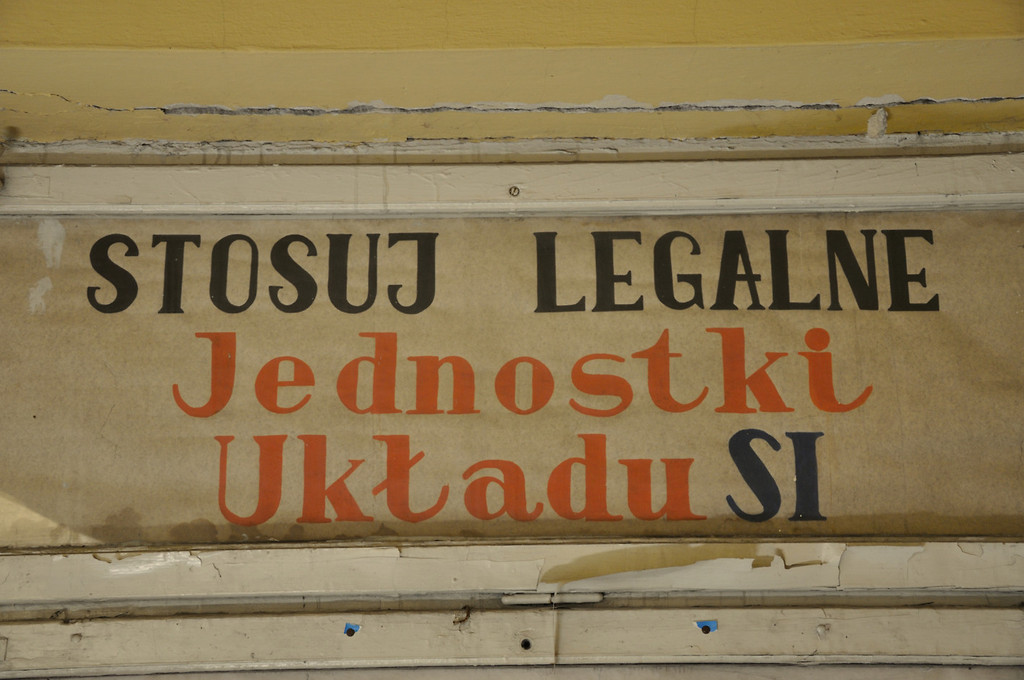 STOSUJ LEGALNE
Jednostki
Układu SI